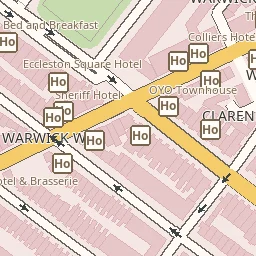 Bed and Breakfast
WARWICK
Ho
Colliers Hote
Ho
Ho
Eccleston Square Hotel
Ho
Ho
OYO Townhouse
Sheriff Hotel
Ho
Ho
Ho
Ho
CLAREN
WARWICK W
Ho
Ho
Ho
otel & Brasserie
Ho
Ho